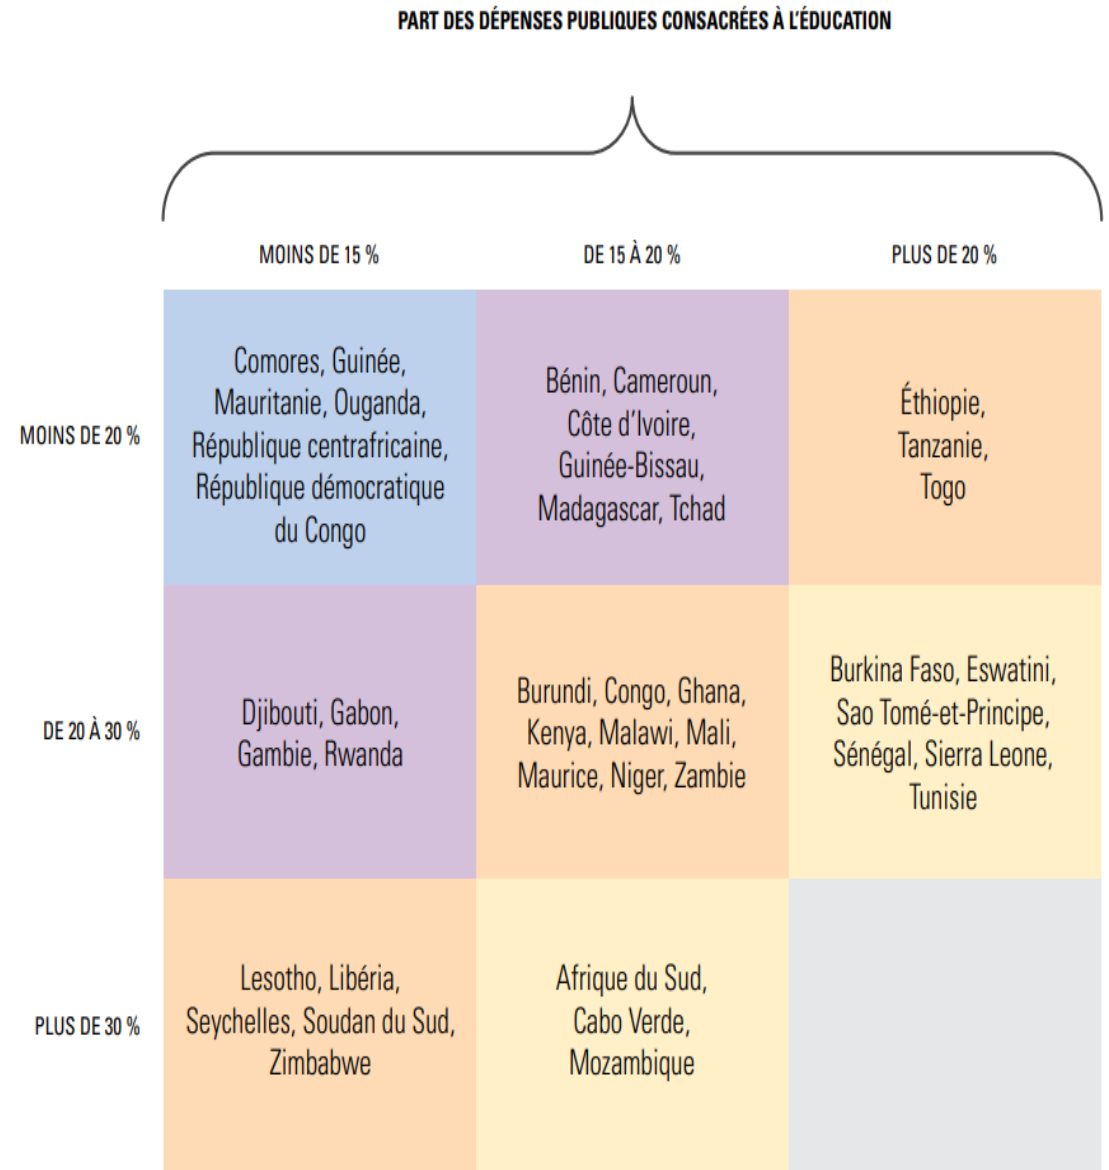 PART DES DÉPENSES PUBLIQUES CONSACRÉES À L'ÉDUCATION
MOINS DE 15 %
DE 15 À 20 %
PLUS DE 20 %
MOINS DE 20 %
Comores, Guinée,
Mauritanie, Ouganda,
République centrafricaine,
République démocratique
du Congo
Bénin, Cameroun,
Côte d'Ivoire,
Guinée-Bissau,
Madagascar, Tchad
Éthiopie,
Tanzanie,
Togo
DE 20 À 30 %
Djibouti, Gabon,
Gambie, Rwanda
Burundi, Congo, Ghana,
Kenya, Malawi, Mali,
Maurice, Niger, Zambie
Burkina Faso, Eswatini,
Sao Tomé-et-Principe,
Sénégal, Sierra Leone,
Tunisie
PLUS DE 30 %
Lesotho, Libéria,
Seychelles, Soudan du Sud,
Zimbabwe
Afrique du Sud,
Cabo Verde,
Mozambique